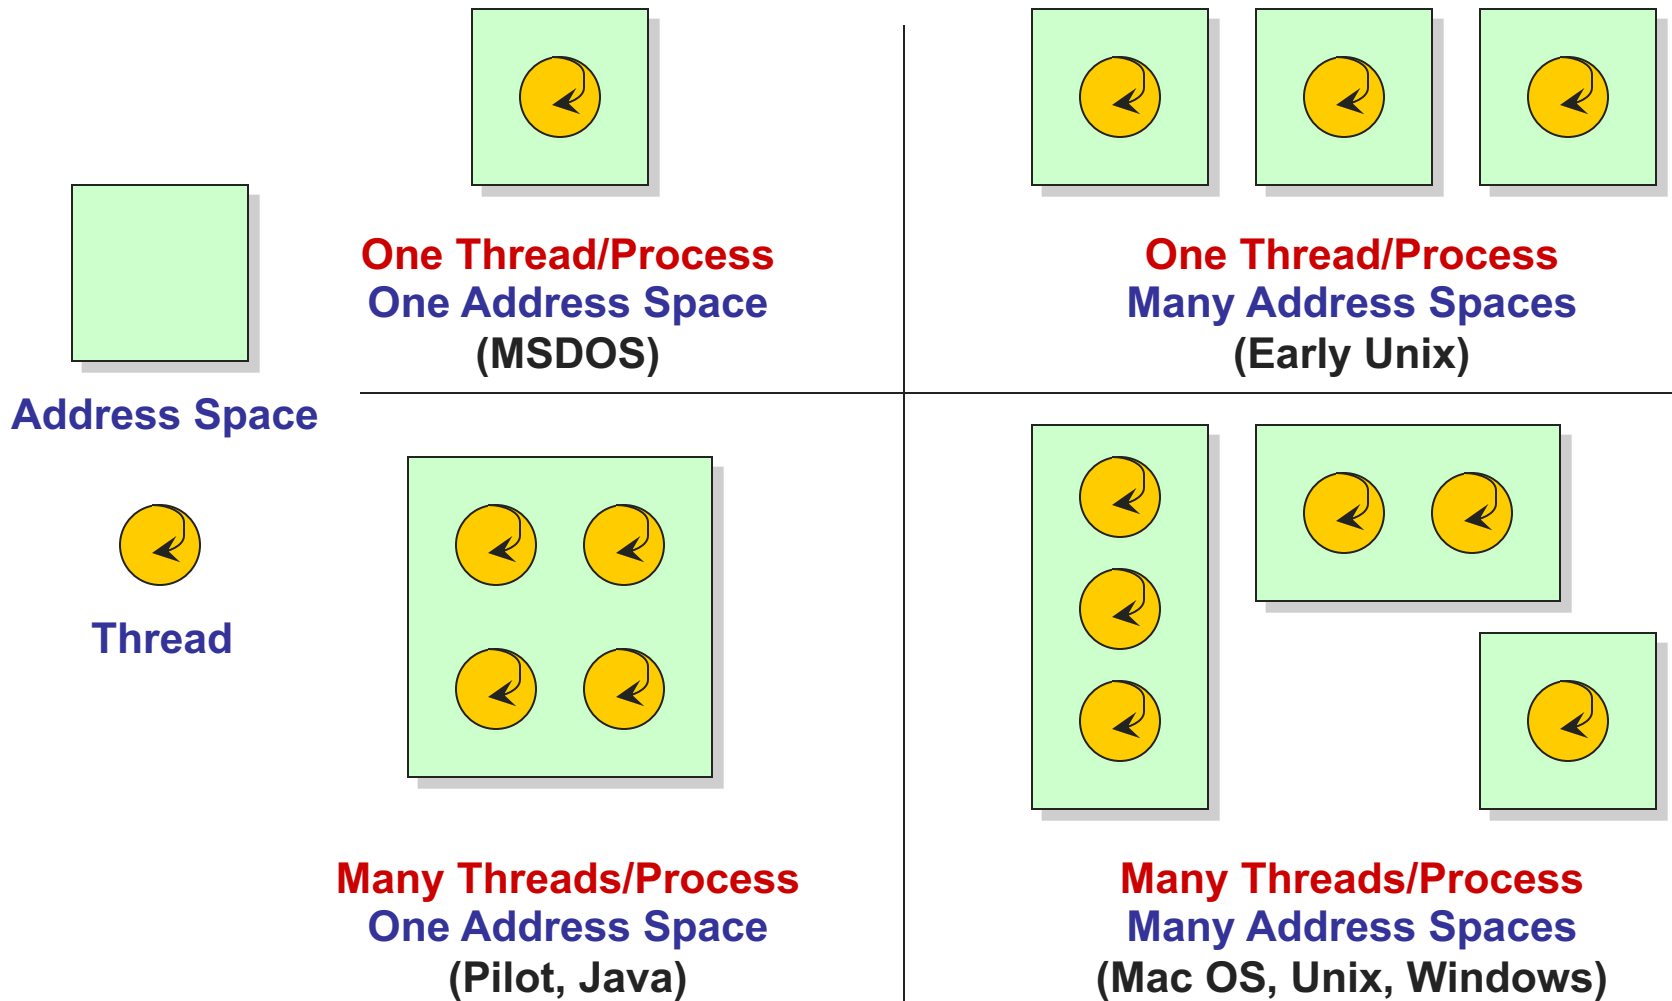 One Thread/Process
One Address Space
(MSDOS)
One Thread/Process
Many Address Spaces
(Early Unix)
Address Space
Thread
Many Threads/Process
One Address Space
(Pilot, Java)
Many Threads/Process
Many Address Spaces
(Mac OS, Unix, Windows)